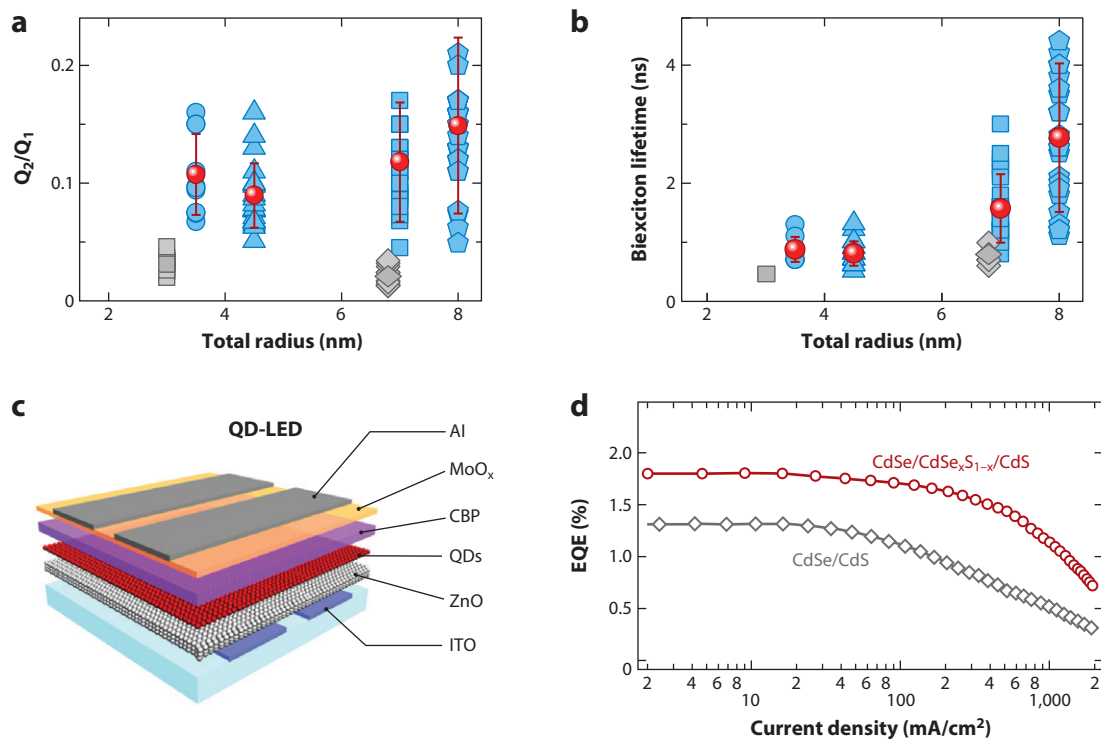 a
0.2
0.1
0
Q2/Q1
2 4 6 8
Total radius (nm)
b
4
2
0
Biexciton lifetime (ns)
2 4 6 8
Total radius (nm)
c
QD-LED
Al
MoOx
CBP
QDs
ZnO
ITO
d
2.0
1.5
1.0
0.5
0
EQE (%)
CdSe/CdSexS1–x/CdS
CdSe/CdS
2 4 6 8 2 4 6 8 2 4 6 8 2
10 100 1,000
Current density (mA/cm2)